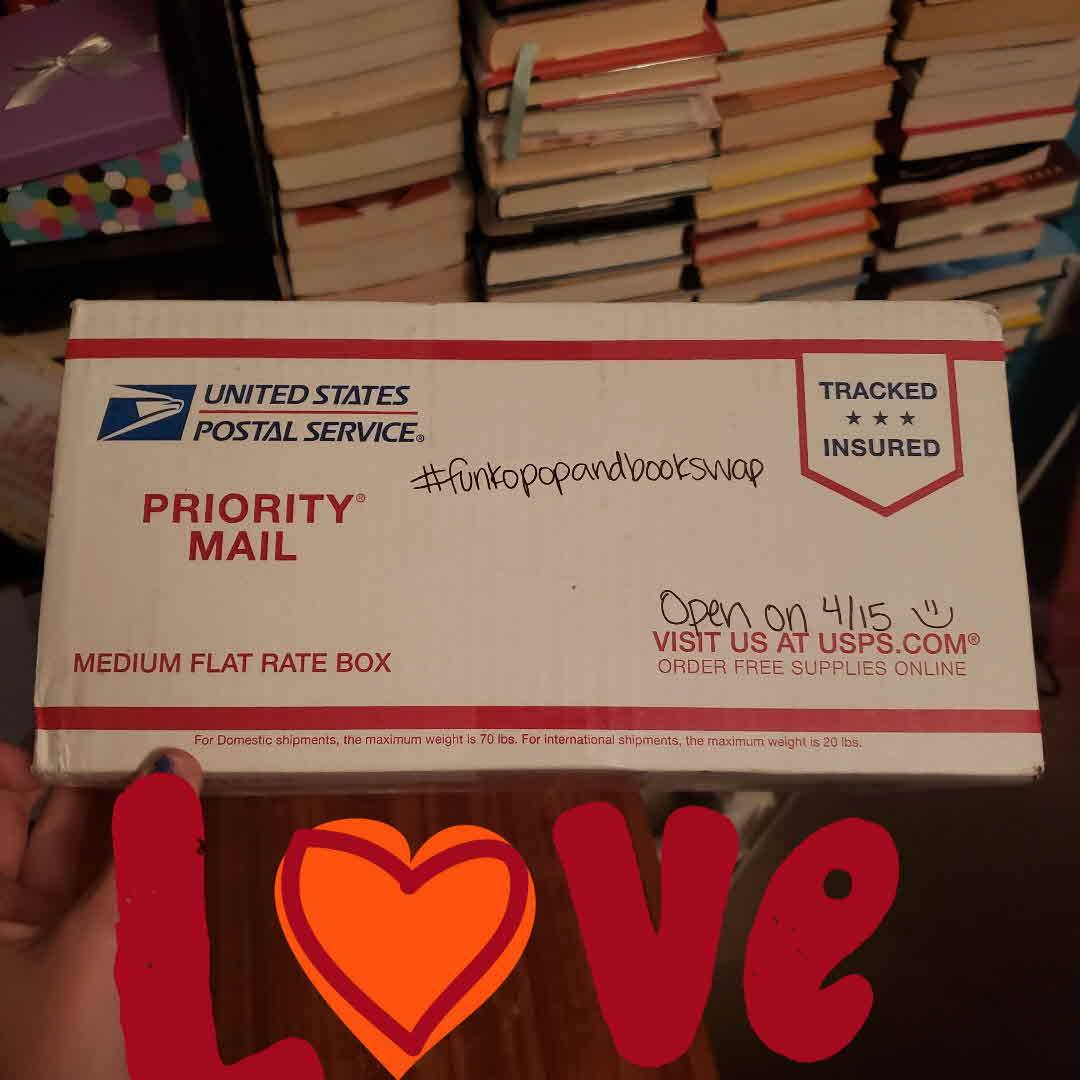 UNITED STATES
POSTAL SERVICE®
TRACKED
★ ★ ★
INSURED
#funkopopandbookswap
PRIORITY®
MAIL
Open on 4/15
VISIT US AT USPS.COM®
ORDER FREE SUPPLIES ONLINE
MEDIUM FLAT RATE BOX
For Domestic shipments, the maximum weight is 70 lbs. For international shipments, the maximum weight is 20 lbs.
LOVe